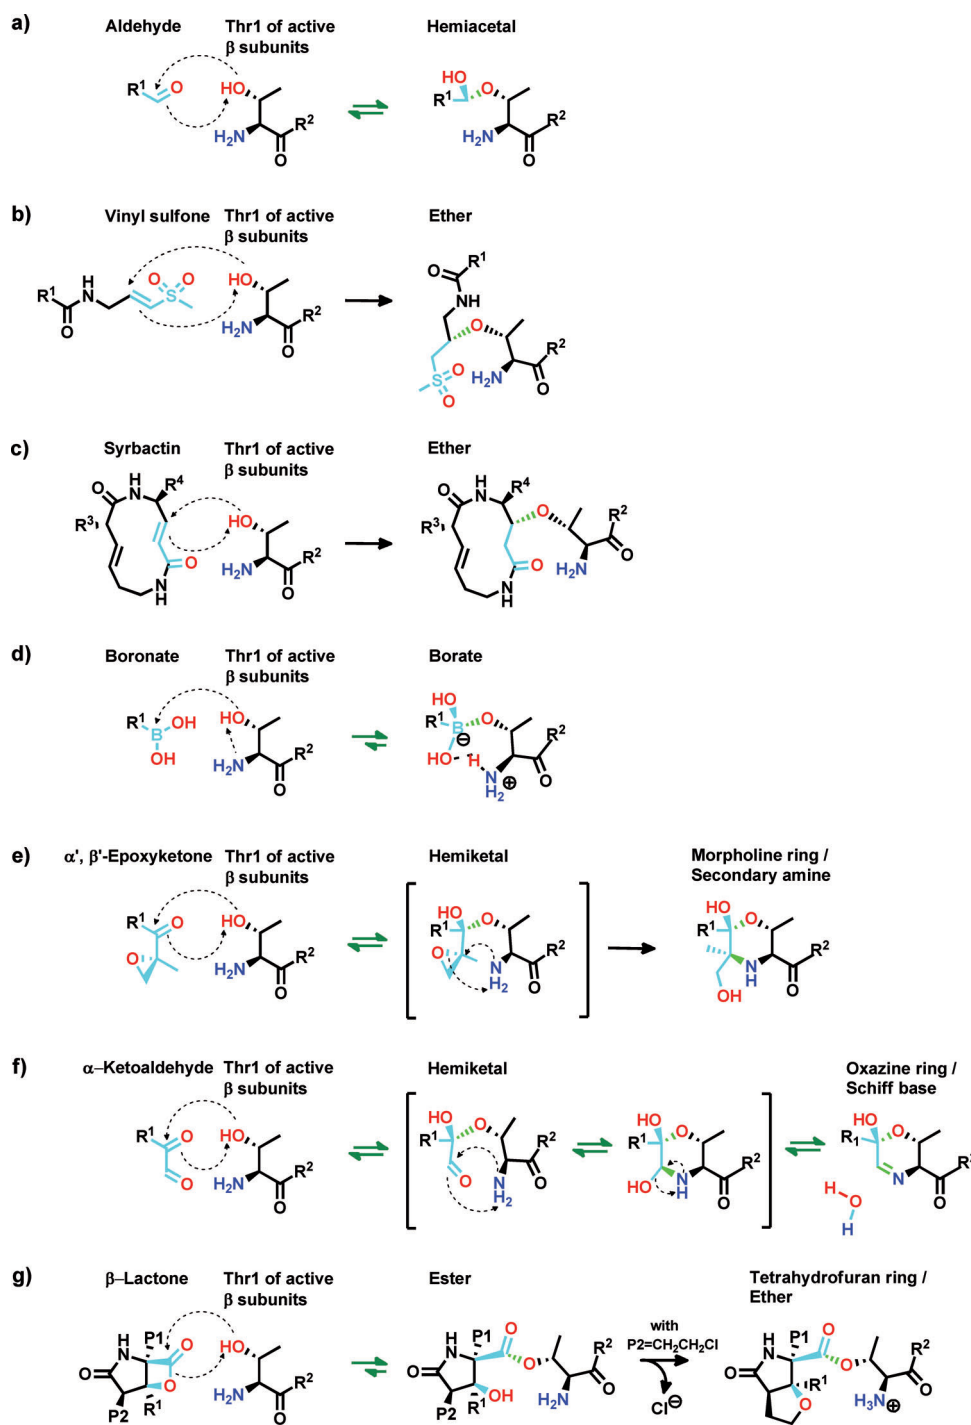 a)
Aldehyde
Thr1 of active
β subunits
Hemiacetal
R1
O
HO
H2N
R2
O
HO
R1
O
H2N
R2
O
b)
Vinyl sulfone
Thr1 of active
β subunits
Ether
R1
O
H
N
O
O
S
HO
H2N
R2
O
R1
O
NH
O
R2
S
O
O
H2N
O
c)
Syrbactin
Thr1 of active
β subunits
Ether
H
N
R4
O
R3
O
N
H
HO
H2N
R2
O
H
N
R4
O
R3
O
R2
O
H2N
O
N
H
d)
Boronate
Thr1 of active
β subunits
Borate
R1
B
OH
OH
HO
H2N
R2
O
HO
R1
B
⊖
O
HO
H
N
H2
⊕
R2
O
e)
α', β'-Epoxyketone
Thr1 of active
β subunits
Hemiketal
Morpholine ring /
Secondary amine
R1
O
O
HO
H2N
R2
O
HO
R1
O
O
N
H2
R2
O
HO
R1
O
N
H
OH
R2
O
f)
α–Ketoaldehyde
Thr1 of active
β subunits
Hemiketal
Oxazine ring /
Schiff base
R1
O
O
HO
H2N
R2
O
HO
R1
O
O
N
H2
R2
O
HO
R1
O
HO
N
H
R2
O
HO
R1
O
N
R2
O
H
O
H
g)
β–Lactone
Thr1 of active
β subunits
Ester
Tetrahydrofuran ring /
Ether
H
N
P1
O
O
O
P2
R1
HO
H2N
R2
O
H
N
P1
O
O
O
OH
P2
R1
R2
O
H2N
with
P2=CH2CH2Cl
Cl⊖
H
N
P1
O
O
O
R1
O
R2
O
H3N
⊕